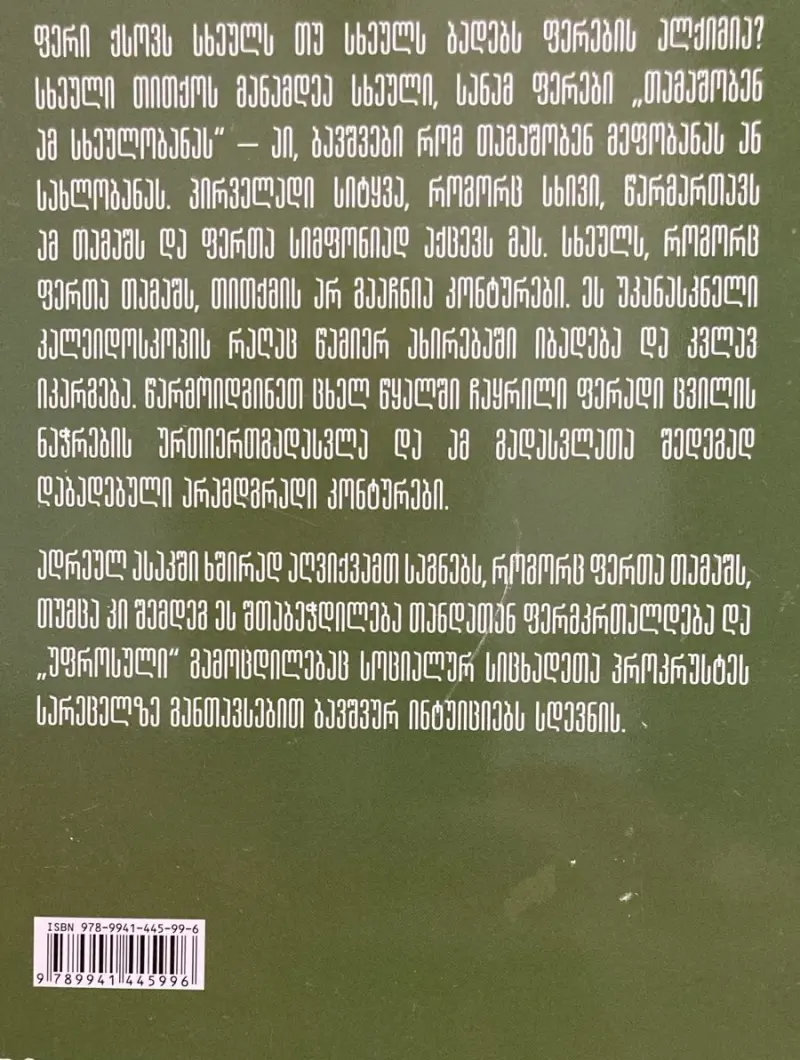 ფერი ქსოვს სხეულს თუ სხეულს ბადებს ფერების ალქიმია?
სხეული თითქოს მანამდეა სხეული, სანამ ფერები „თამაშობენ
ამ სხეულობანას“ – აი, ბავშვები რომ თამაშობენ მეფობანას ან
სახლობანას. პირველადი სიტყვა, როგორც სხივი, წარმართავს
ამ თამაშს და ფერთა სიმფონიად აქცევს მას. სხეულს, როგორც
ფერთა თამაშს, თითქმის არ გააჩნია კონტურები. ეს უკანასკნელი
კალეიდოსკოპის რაღაც წამიერ ახირებაში იბადება და კვლავ
იკარგება. წარმოიდგინეთ ცხელ წყალში ჩაყრილი ფერადი ცვილის
ნაჭრების ურთიერთგადასვლა და ამ გადასვლათა შედეგად
დაბადებული არამდგრადი კონტურები.
ადრეულ ასაკში ხშირად აღვიქვამთ საგნებს, როგორც ფერთა თამაშს,
თუმცა კი შემდეგ ეს შთაბეჭდილება თანდათან ფერმკრთალდება და
„უფროსული“ გამოცდილებაც სოციალურ სიცხადეთა პროკრუსტეს
სარეცელზე განთავსებით ბავშვურ ინტუიციებს სდევნის.
ISBN 978-9941-445-99-6
9 789941 445996